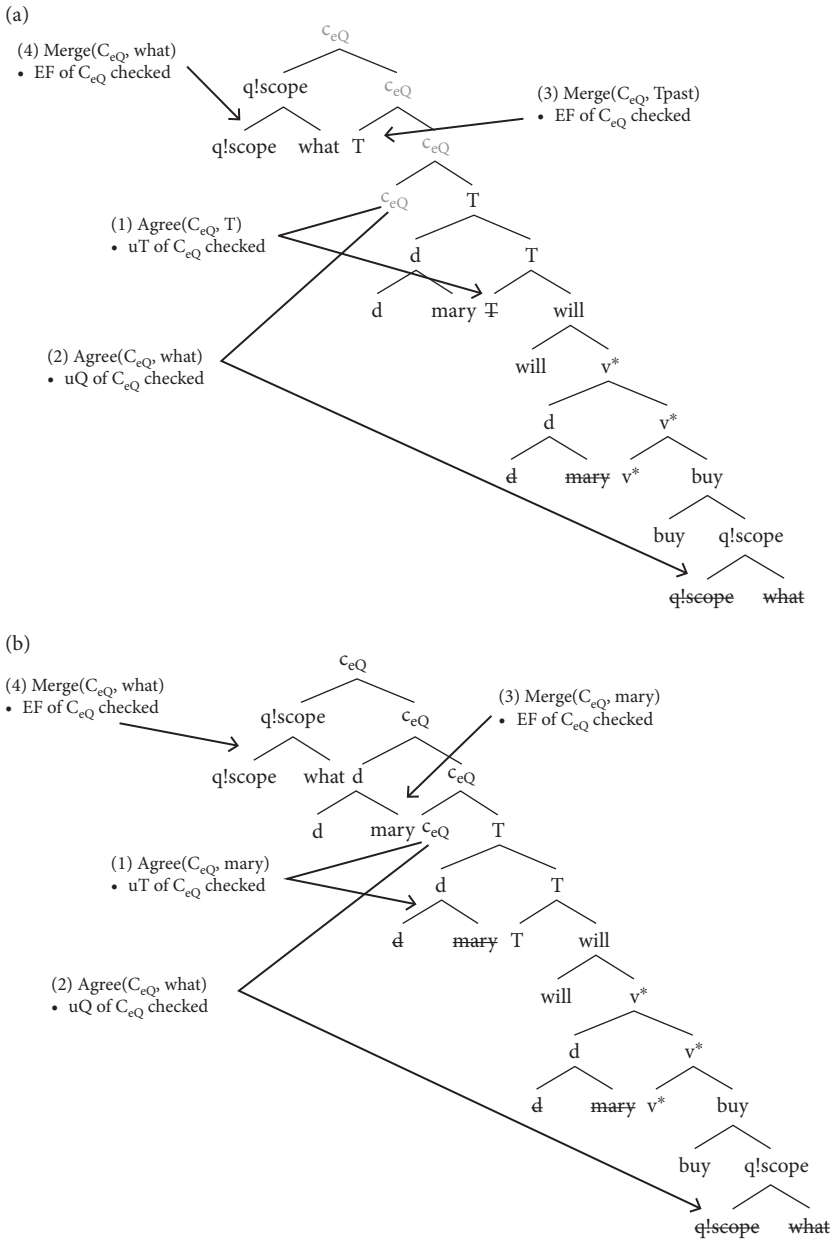 (a)
c_eQ
(4) Merge(C_eQ, what)
• EF of C_eQ checked
q!scope c_eQ
(3) Merge(C_eQ, Tpast)
• EF of C_eQ checked
q!scope what T c_eQ
c_eQ T
(1) Agree(C_eQ, T)
• uT of C_eQ checked
d T
d mary T will
(2) Agree(C_eQ, what)
• uQ of C_eQ checked
will v*
d v*
d mary v* buy
buy q!scope
q!scope what
(b)
c_eQ
(4) Merge(C_eQ, what)
• EF of C_eQ checked
q!scope c_eQ
(3) Merge(C_eQ, mary)
• EF of C_eQ checked
q!scope what d c_eQ
d mary c_eQ T
(1) Agree(C_eQ, mary)
• uT of C_eQ checked
d T
d mary T will
(2) Agree(C_eQ, what)
• uQ of C_eQ checked
will v*
d v*
d mary v* buy
buy q!scope
q!scope what